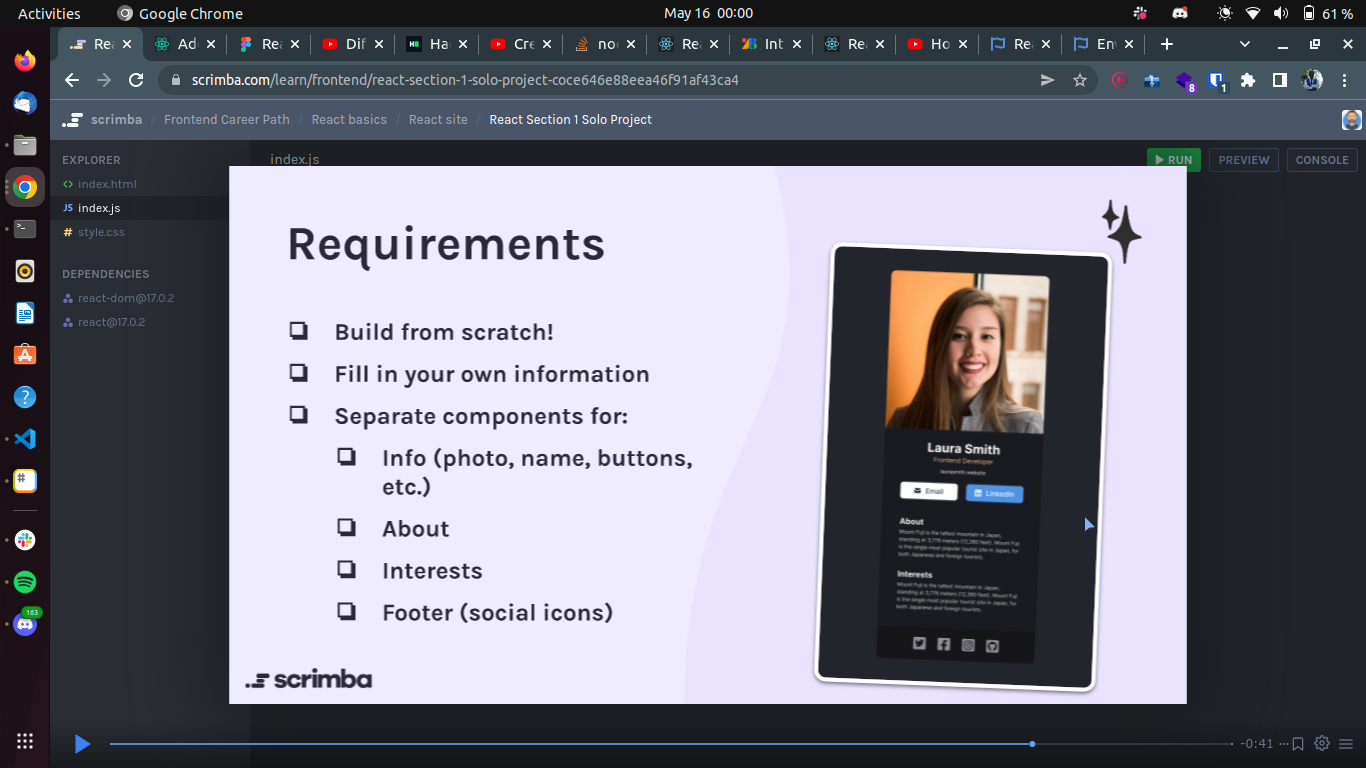 Activities
Google Chrome
May 16 00:00
61 %
Rea
Ade
Rea
Dif
Ha
Cre
noc
Rea
Int
Rea
Ho
Rea
Env
scrimba.com/learn/frontend/react-section-1-solo-project-coce646e88eea46f91af43ca4
8
1
scrimba / Frontend Career Path / React basics / React site / React Section 1 Solo Project
EXPLORER
index.html
JS index.js
# style.css
DEPENDENCIES
react-dom@17.0.2
react@17.0.2
index.js
RUN
PREVIEW
CONSOLE
Requirements
Build from scratch!
Fill in your own information
Separate components for:
Info (photo, name, buttons,
etc.)
About
Interests
Footer (social icons)
scrimba
Laura Smith
Frontend Developer
laurasmith.website
Email
LinkedIn
About
Mount Fuji is the tallest mountain in Japan,
standing at 3,776 meters (12,380 feet). Mount Fuji
is the single most popular tourist site in Japan, for
both Japanese and foreign tourists.
Interests
Mount Fuji is the tallest mountain in Japan,
standing at 3,776 meters (12,380 feet). Mount Fuji
is the single most popular tourist site in Japan, for
both Japanese and foreign tourists.
163
-0:41